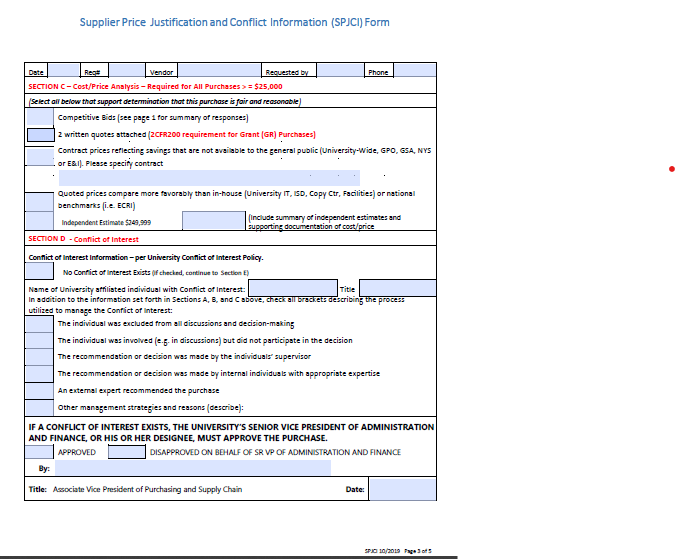 Supplier Price Justification and Conflict Information (SPJCI) Form
Date Req# Vendor Requested by Phone
SECTION C – Cost/Price Analysis – Required for All Purchases > = $25,000
(Select all below that support determination that this purchase is fair and reasonable)
Competitive Bids (see page 1 for summary of responses)
2 written quotes attached (2CFR200 requirement for Grant (GR) Purchases)
Contract prices reflecting savings that are not available to the general public (University-Wide, GPO, GSA, NYS
or E&I). Please specify contract
Quoted prices compare more favorably than in-house (University IT, ISD, Copy Ctr, Facilities) or national
benchmarks (i.e. ECRI)
Independent Estimate $249,999
(Include summary of independent estimates and
supporting documentation of cost/price
SECTION D - Conflict of Interest
Conflict of Interest Information – per University Conflict of Interest Policy.
No Conflict of Interest Exists (if checked, continue to Section E)
Name of University affiliated individual with Conflict of Interest: Title
In addition to the information set forth in Sections A, B, and C above, check all brackets describing the process
utilized to manage the Conflict of Interest:
The individual was excluded from all discussions and decision-making
The individual was involved (e.g. in discussions) but did not participate in the decision
The recommendation or decision was made by the individuals' supervisor
The recommendation or decision was made by internal individuals with appropriate expertise
An external expert recommended the purchase
Other management strategies and reasons (describe):
IF A CONFLICT OF INTEREST EXISTS, THE UNIVERSITY'S SENIOR VICE PRESIDENT OF ADMINISTRATION
AND FINANCE, OR HIS OR HER DESIGNEE, MUST APPROVE THE PURCHASE.
APPROVED DISAPPROVED ON BEHALF OF SR VP OF ADMINISTRATION AND FINANCE
By:
Title: Associate Vice President of Purchasing and Supply Chain Date:
SPJCI 10/2019 Page 3 of 5